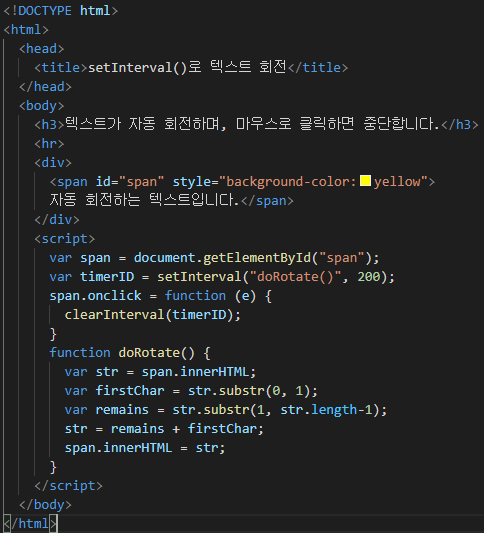 <!DOCTYPE html>
<html>
  <head>
    <title>setInterval()로 텍스트 회전</title>
  </head>
  <body>
    <h3>텍스트가 자동 회전하며, 마우스로 클릭하면 중단합니다.</h3>
    <hr>
    <div>
      <span id="span" style="background-color:yellow">
      자동 회전하는 텍스트입니다.</span>
    </div>
    <script>
      var span = document.getElementById("span");
      var timerID = setInterval("doRotate()", 200);
      span.onclick = function (e) {
        clearInterval(timerID);
      }
      function doRotate() {
        var str = span.innerHTML;
        var firstChar = str.substr(0, 1);
        var remains = str.substr(1, str.length-1);
        str = remains + firstChar;
        span.innerHTML = str;
      }
    </script>
  </body>
</html>